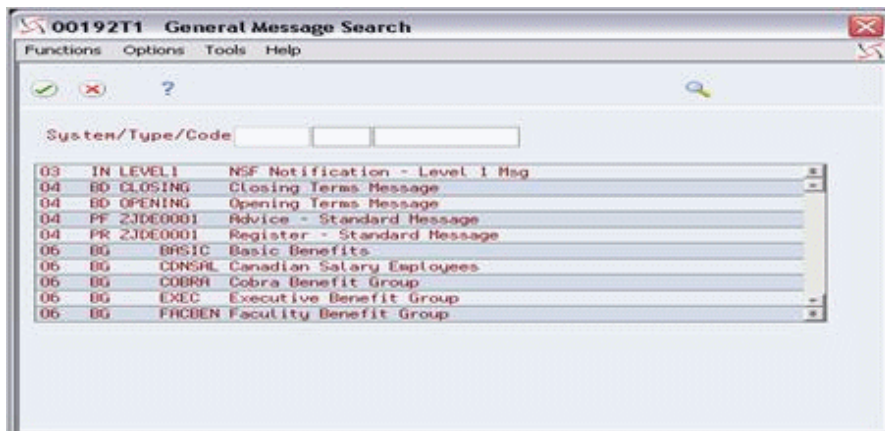 00192T1 General Message Search
Functions Options Tools Help
?
System/Type/Code
03 IN LEVEL1 NSF Notification - Level 1 Msg
04 BD CLOSING Closing Terms Message
04 BD OPENING Opening Terms Message
04 PF ZJDE0001 Advice - Standard Message
04 PR ZJDE0001 Register - Standard Message
06 BG BASIC Basic Benefits
06 BG CDNSAL Canadian Salary Employees
06 BG COBRA Cobra Benefit Group
06 BG EXEC Executive Benefit Group
06 BG FACBEN Faculity Benefit Group